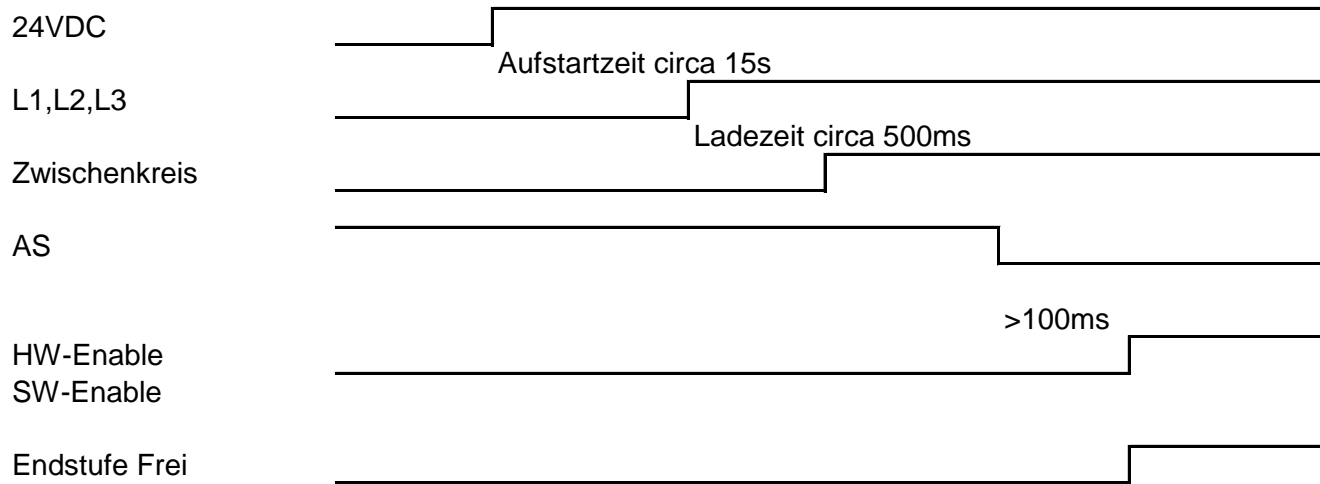 24VDC
Aufstartzeit circa 15s
L1,L2,L3
Ladezeit circa 500ms
Zwischenkreis
AS
>100ms
HW-Enable
SW-Enable
Endstufe Frei